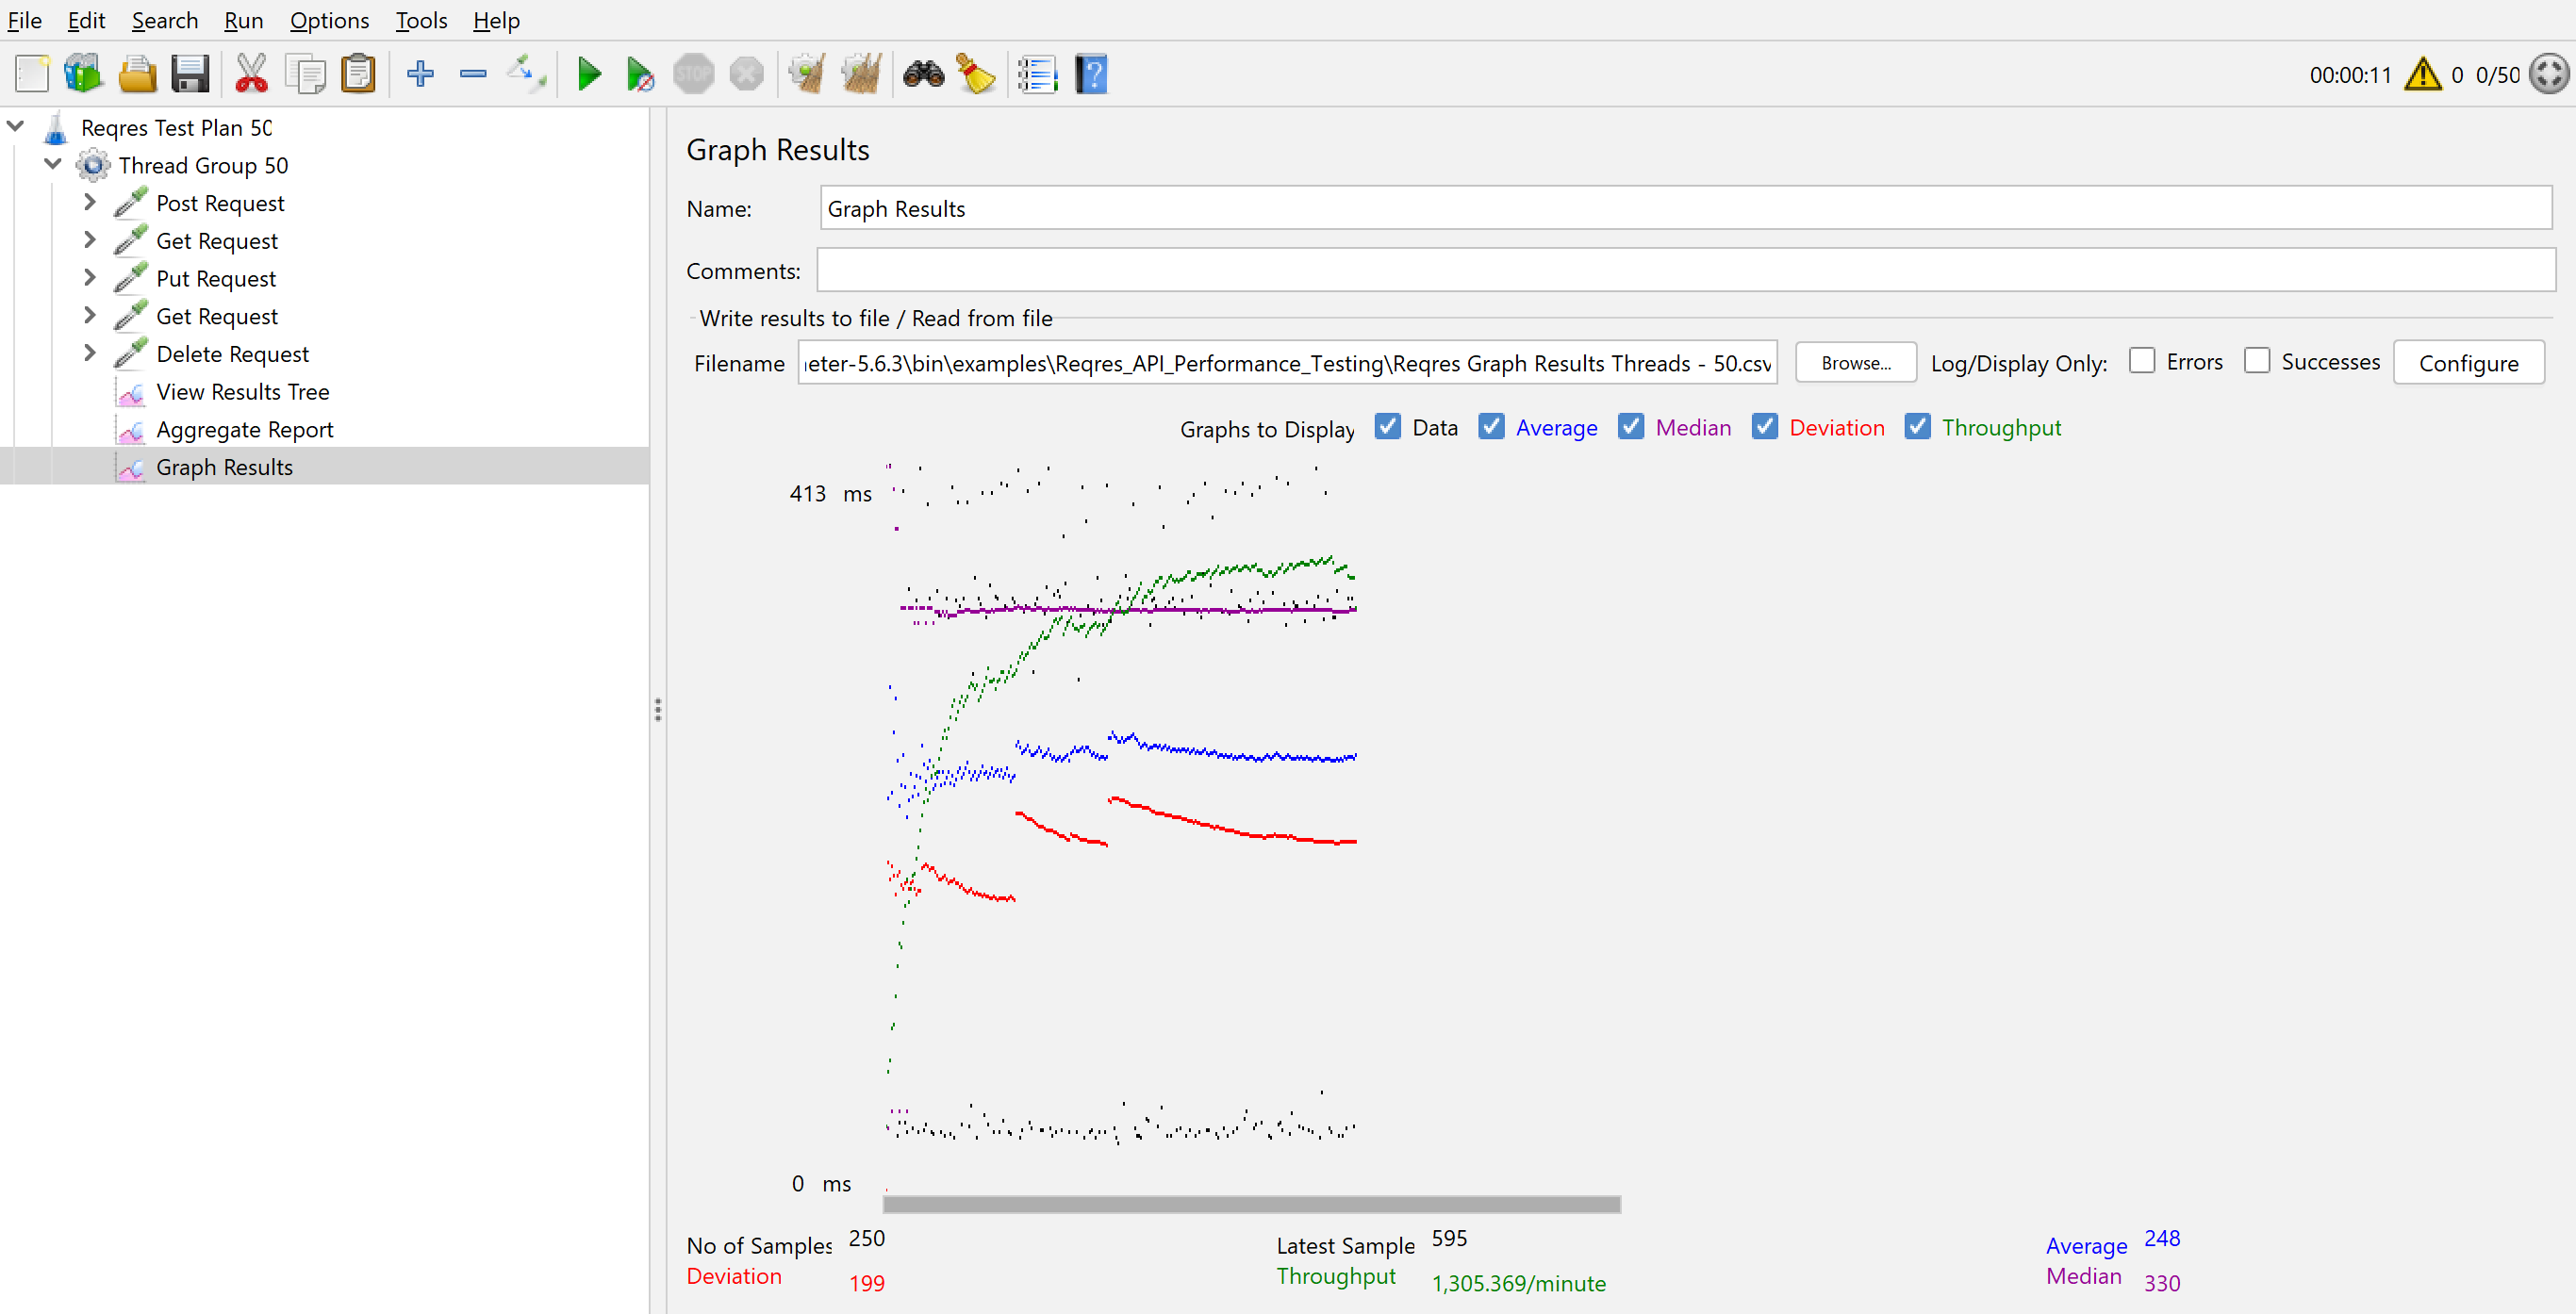 File Edit Search Run Options Tools Help
STOP
00:00:11 0 0/50
Reqres Test Plan 50
Thread Group 50
Post Request
Get Request
Put Request
Get Request
Delete Request
View Results Tree
Aggregate Report
Graph Results
Graph Results
Name: Graph Results
Comments:
Write results to file / Read from file
Filename eter-5.6.3\bin\examples\Reqres_API_Performance_Testing\Reqres Graph Results Threads - 50.csv Browse... Log/Display Only: Errors Successes Configure
Graphs to Display Data Average Median Deviation Throughput
413 ms
0 ms
No of Samples 250 Latest Sample 595 Average 248
Deviation 199 Throughput 1,305.369/minute Median 330